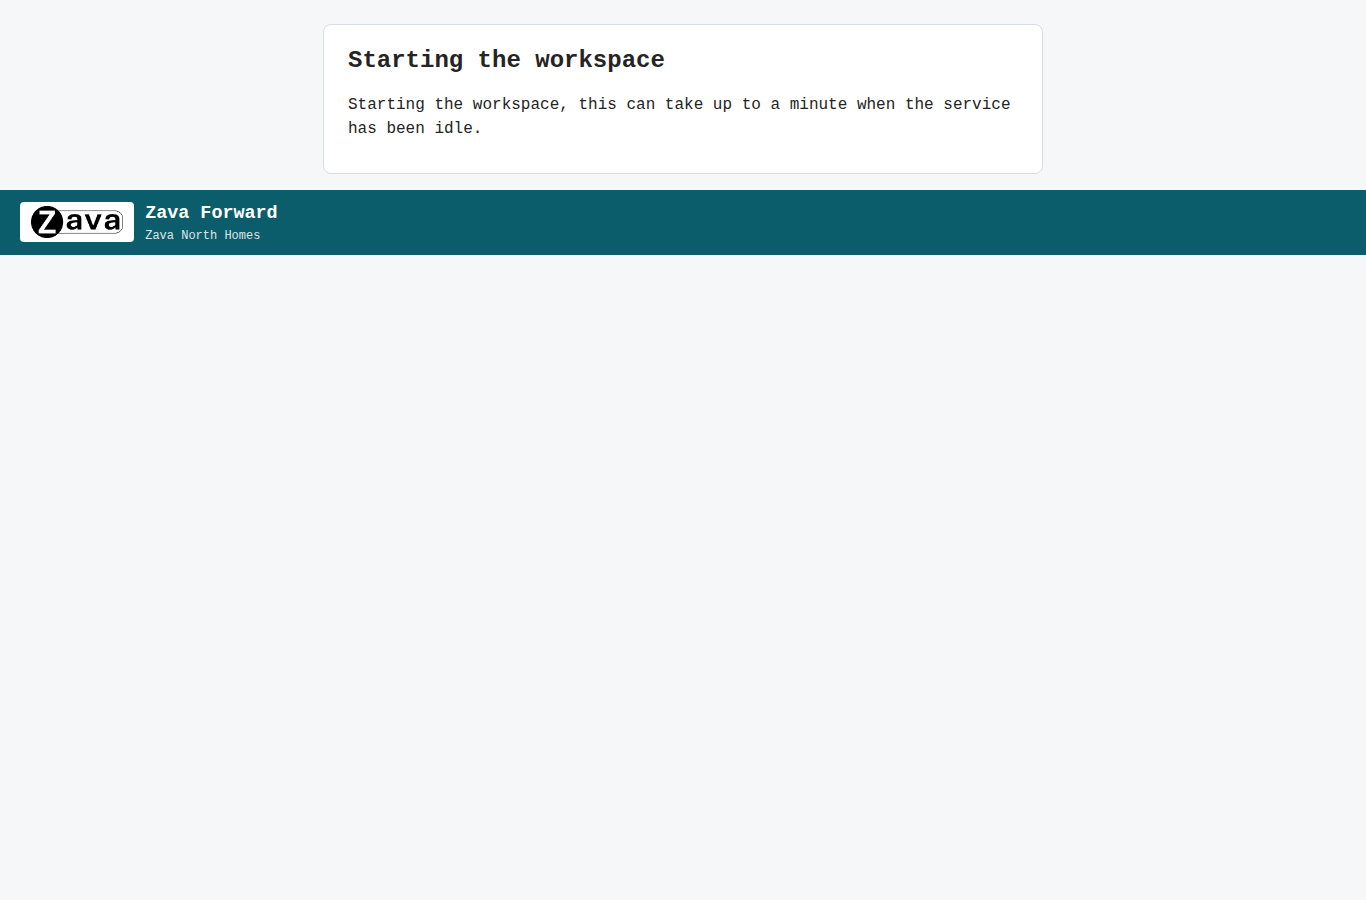 Starting the workspace
Starting the workspace, this can take up to a minute when the service
has been idle.
Zava
Zava Forward
Zava North Homes